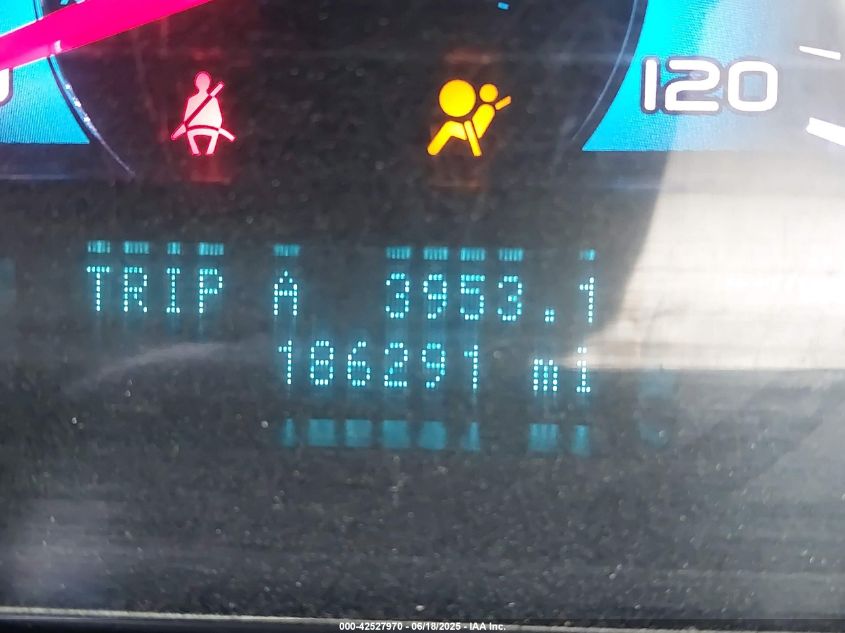 120
TRIP A 3953.1
186291 mi
000-42527970 - 06/18/2025 - IAA Inc.